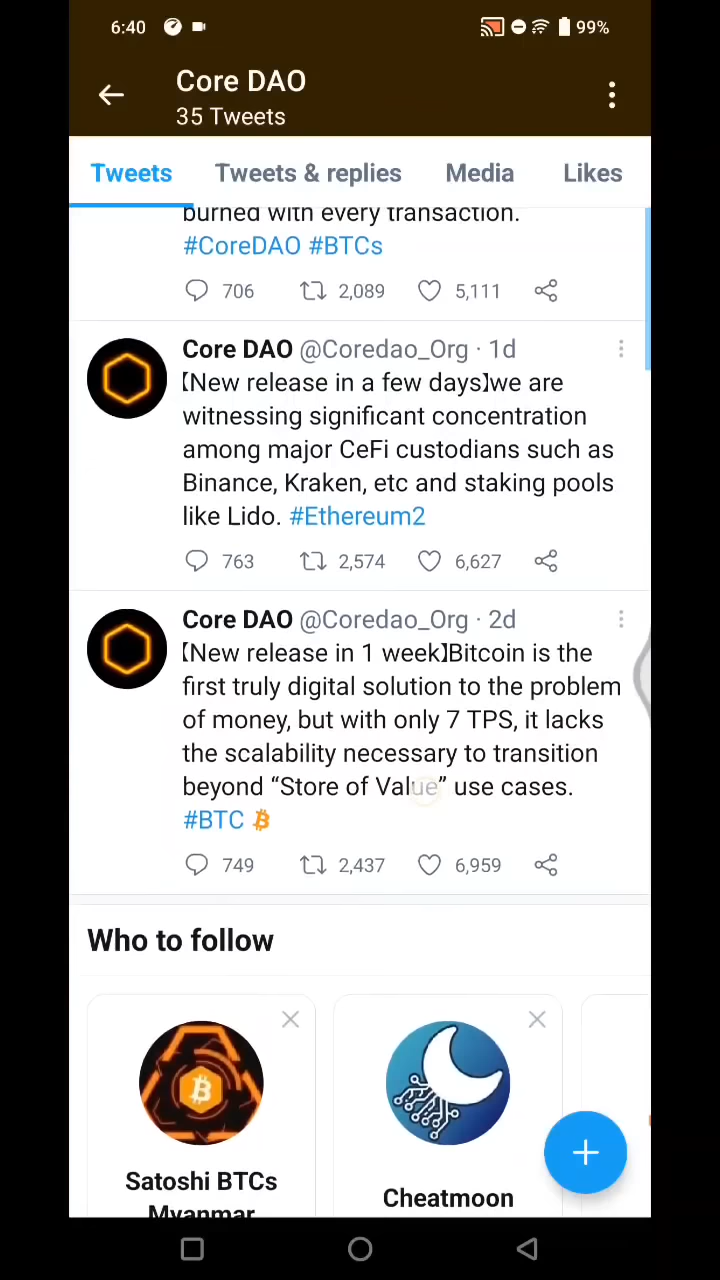 6:40
99%
Core DAO
35 Tweets
Tweets
Tweets & replies
Media
Likes
burned with every transaction.
#CoreDAO #BTCs
706 2,089 5,111
Core DAO @Coredao_Org · 1d
【New release in a few days】we are
witnessing significant concentration
among major CeFi custodians such as
Binance, Kraken, etc and staking pools
like Lido. #Ethereum2
763 2,574 6,627
Core DAO @Coredao_Org · 2d
【New release in 1 week】Bitcoin is the
first truly digital solution to the problem
of money, but with only 7 TPS, it lacks
the scalability necessary to transition
beyond “Store of Value” use cases.
#BTC
749 2,437 6,959
Who to follow
Satoshi BTCs
Myanmar
Cheatmoon